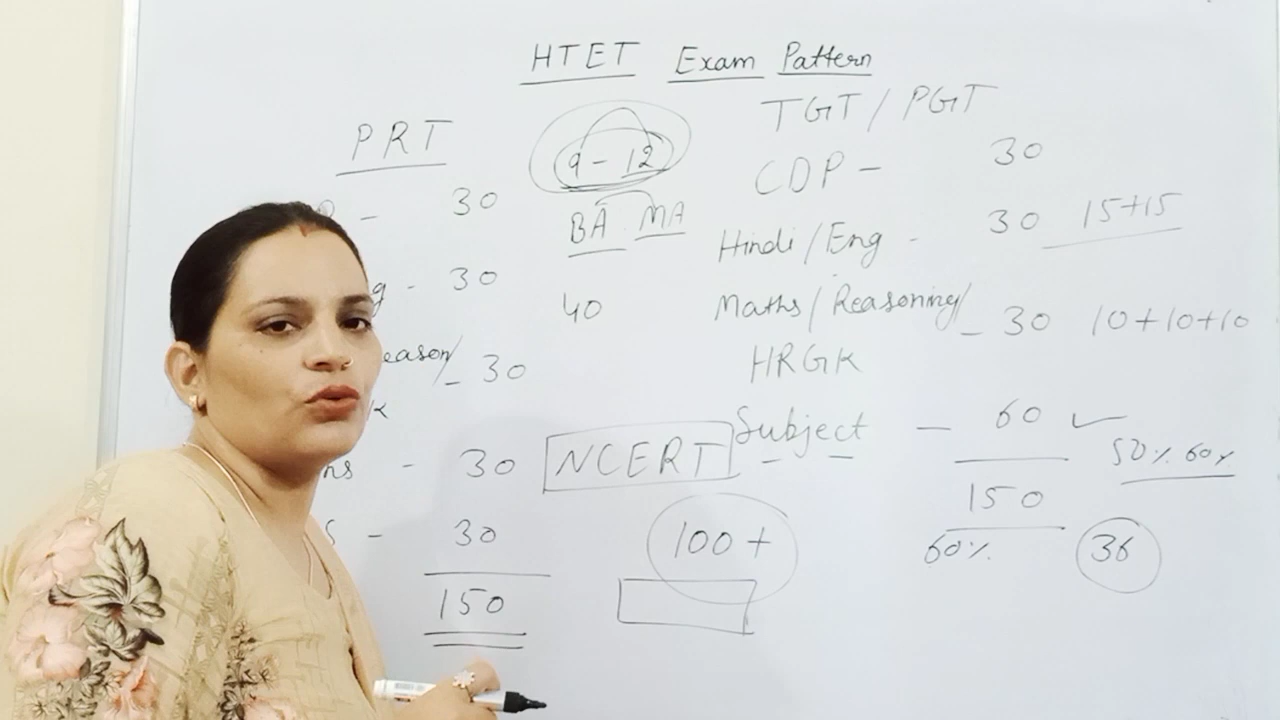 HTET Exam Pattern
PRT
- 30
g - 30
eason/ - 30
K
ns - 30
S - 30
150
9 - 12
BA MA
40
NCERT
100 +
TGT / PGT
CDP - 30
Hindi/Eng - 30 15+15
Maths/Reasoning/ - 30 10+10+10
HRGK
Subject - 60 ✓
50% 60%
150
60% 36